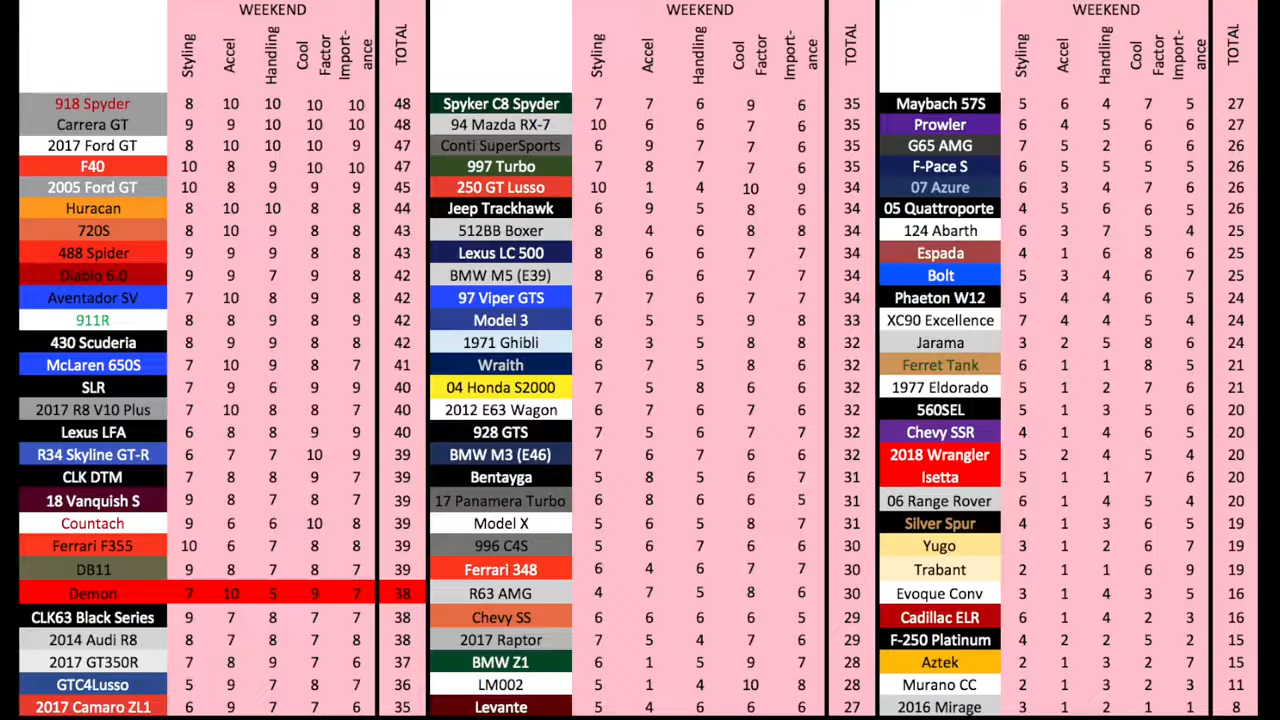 WEEKEND WEEKEND WEEKEND
Styling Accel Handling Cool Factor Import-ance TOTAL Styling Accel Handling Cool Factor Import-ance TOTAL Styling Accel Handling Cool Factor Import-ance TOTAL
918 Spyder 8 10 10 10 10 48 Spyker C8 Spyder 7 7 6 9 6 35 Maybach 57S 5 6 4 7 5 27
Carrera GT 9 9 10 10 10 48 94 Mazda RX-7 10 6 6 7 6 35 Prowler 6 4 5 6 6 27
2017 Ford GT 8 10 10 10 9 47 Conti SuperSports 6 9 7 7 6 35 G65 AMG 7 5 2 6 6 26
F40 10 8 9 10 10 47 997 Turbo 7 8 7 7 6 35 F-Pace S 6 5 5 5 5 26
2005 Ford GT 10 8 9 9 9 45 250 GT Lusso 10 1 4 10 9 34 07 Azure 6 3 4 7 6 26
Huracan 8 10 10 8 8 44 Jeep Trackhawk 6 9 5 8 6 34 05 Quattroporte 4 5 6 6 5 26
720S 8 10 9 8 8 43 512BB Boxer 8 4 6 8 8 34 124 Abarth 6 3 7 5 4 25
488 Spider 9 9 9 8 8 43 Lexus LC 500 8 6 6 7 7 34 Espada 4 1 6 8 6 25
Diablo 6.0 9 9 7 9 8 42 BMW M5 (E39) 8 6 6 7 7 34 Bolt 5 3 4 6 7 25
Aventador SV 7 10 8 9 8 42 97 Viper GTS 7 7 6 7 7 34 Phaeton W12 5 4 4 6 5 24
911R 8 8 9 8 9 42 Model 3 6 5 5 9 8 33 XC90 Excellence 7 4 4 5 4 24
430 Scuderia 8 9 9 8 8 42 1971 Ghibli 8 3 5 8 8 32 Jarama 3 2 5 8 6 24
McLaren 650S 7 10 9 8 7 41 Wraith 6 7 5 8 6 32 Ferret Tank 6 1 1 8 5 21
SLR 7 9 6 9 9 40 04 Honda S2000 7 5 8 6 6 32 1977 Eldorado 5 1 2 7 6 21
2017 R8 V10 Plus 7 10 8 8 7 40 2012 E63 Wagon 6 7 6 6 7 32 560SEL 5 1 3 5 6 20
Lexus LFA 6 8 8 9 9 40 928 GTS 7 5 6 7 7 32 Chevy SSR 5 1 4 6 4 20
R34 Skyline GT-R 6 7 7 10 9 39 BMW M3 (E46) 7 6 7 6 6 32 2018 Wrangler 5 2 4 5 4 20
CLK DTM 7 8 8 9 7 39 Bentayga 5 8 5 6 7 31 Isetta 5 1 1 7 6 20
18 Vanquish S 9 8 7 8 7 39 17 Panamera Turbo 6 8 6 6 5 31 06 Range Rover 6 1 4 5 4 20
Countach 9 6 6 10 8 39 Model X 5 6 5 8 7 31 Silver Spur 4 1 3 6 5 19
Ferrari F355 10 6 7 8 8 39 996 C4S 5 6 7 6 6 30 Yugo 3 1 2 6 7 19
DB11 9 8 7 8 7 39 Ferrari 348 6 4 6 7 7 30 Trabant 2 1 1 6 9 19
Demon 7 10 5 9 7 38 R63 AMG 4 7 5 8 6 30 Evoque Conv 3 1 4 3 5 16
CLK63 Black Series 9 7 8 7 7 38 Chevy SS 6 6 6 6 5 29 Cadillac ELR 6 1 4 2 3 16
2014 Audi R8 8 7 8 7 8 38 2017 Raptor 7 5 4 7 6 29 F-250 Platinum 4 2 2 5 2 15
2017 GT350R 7 8 9 7 6 37 BMW Z1 6 1 5 9 7 28 Aztek 2 1 3 2 7 15
GTC4Lusso 5 9 7 8 7 36 LM002 5 1 4 10 8 28 Murano CC 2 1 3 2 3 11
2017 Camaro ZL1 6 9 7 7 6 35 Levante 5 4 6 6 6 27 2016 Mirage 2 1 3 1 1 8